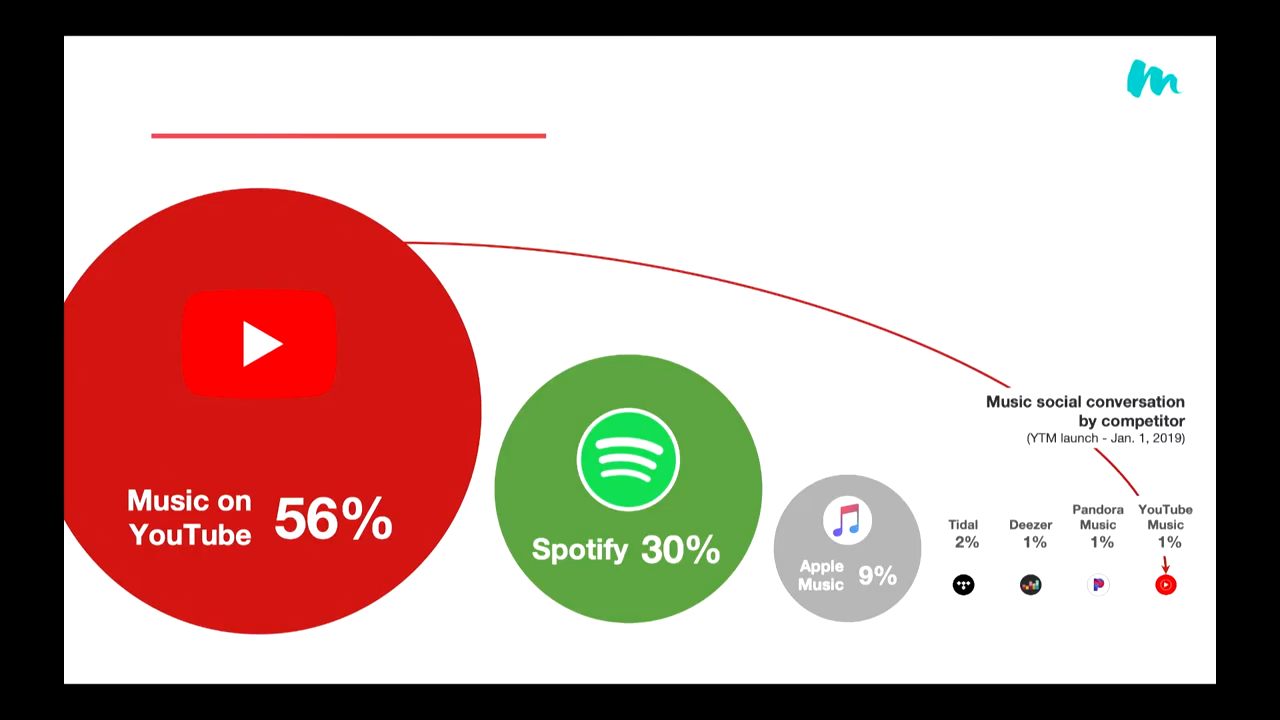 Music on
YouTube
56%
Spotify 30%
Apple
Music
9%
Music social conversation
by competitor
(YTM launch - Jan. 1, 2019)
Tidal
2%
Deezer
1%
Pandora
Music
1%
YouTube
Music
1%